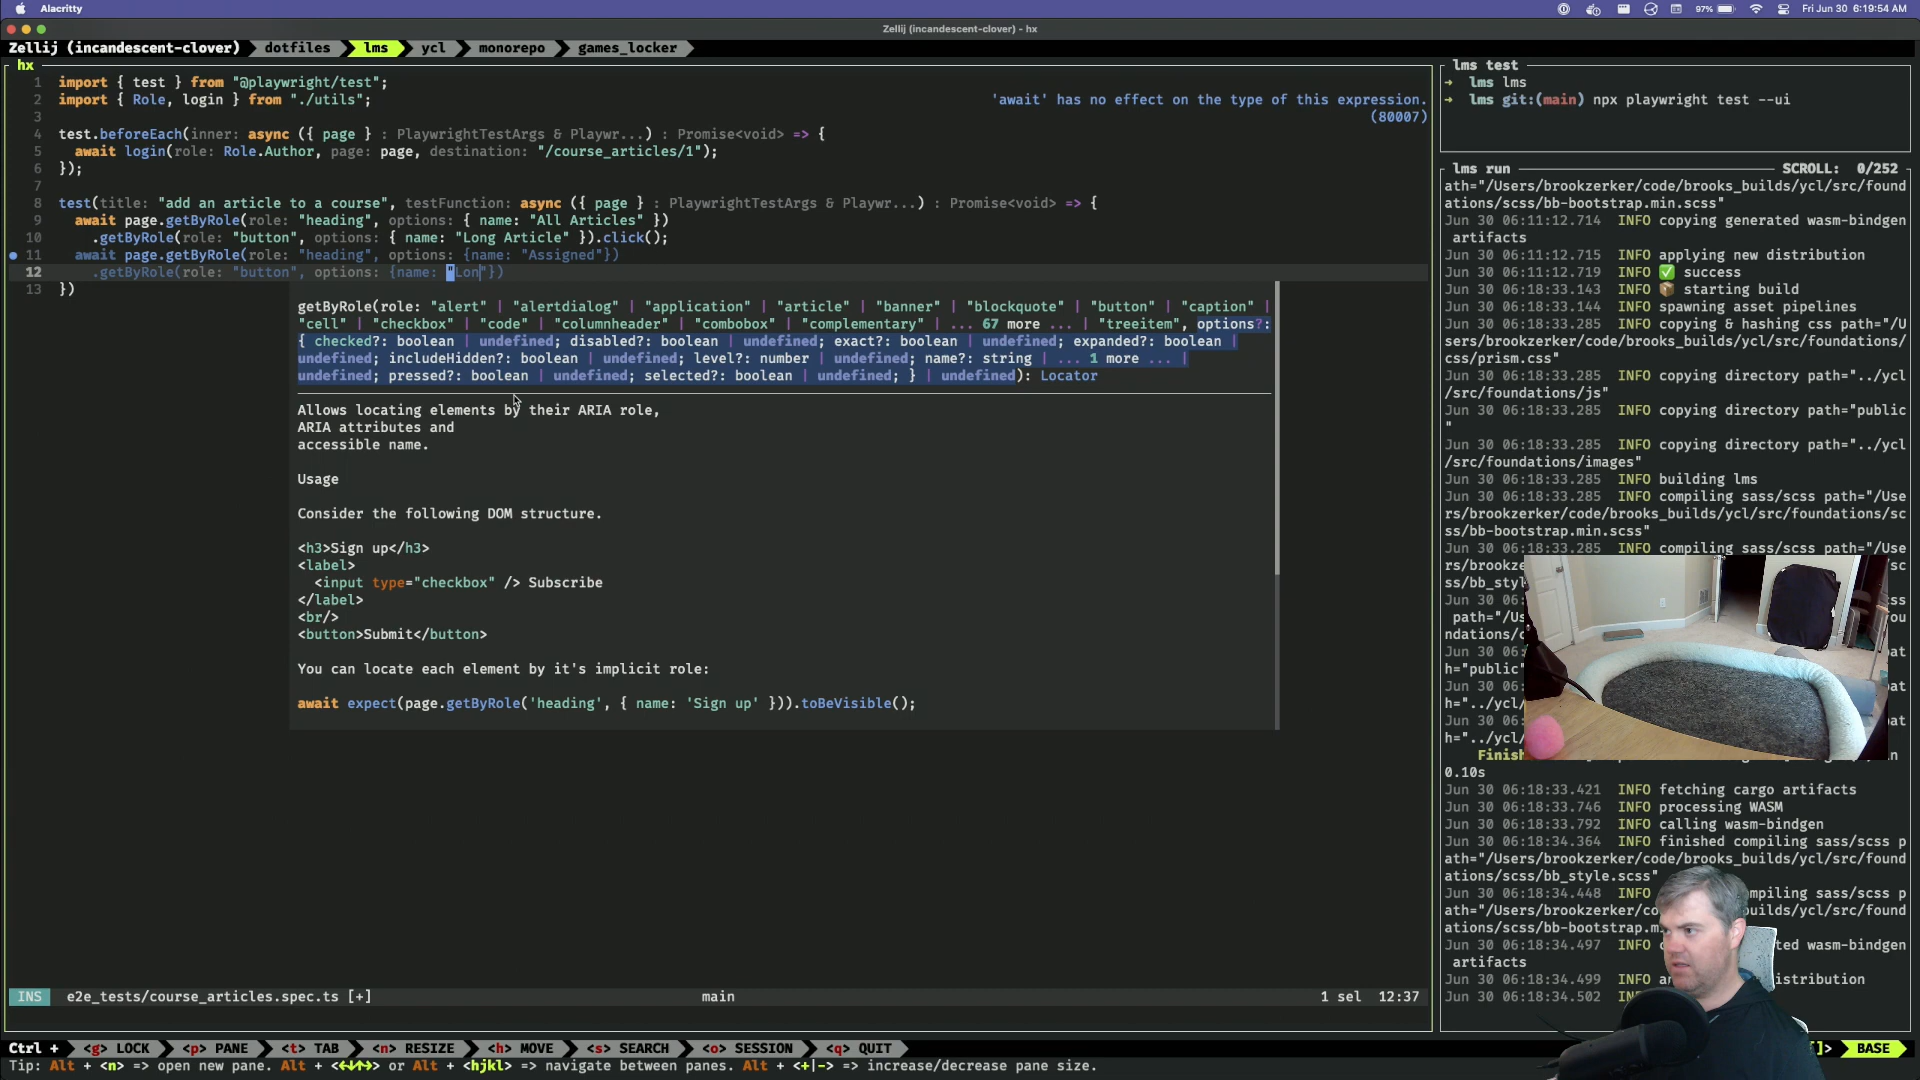 Alacritty
97%
Fri Jun 30 6:19:54 AM
Zellij (incandescent-clover) - hx
Zellij (incandescent-clover) dotfiles lms ycl monorepo games_locker
hx
1 import { test } from "@playwright/test";
2 import { Role, login } from "./utils";
'await' has no effect on the type of this expression.
(80007)
3
4 test.beforeEach(inner: async ({ page } : PlaywrightTestArgs & Playwr...) : Promise<void> => {
5 await login(role: Role.Author, page: page, destination: "/course_articles/1");
6 });
7
8 test(title: "add an article to a course", testFunction: async ({ page } : PlaywrightTestArgs & Playwr...) : Promise<void> => {
9 await page.getByRole(role: "heading", options: { name: "All Articles" })
10 .getByRole(role: "button", options: { name: "Long Article" }).click();
11 await page.getByRole(role: "heading", options: {name: "Assigned"})
12 .getByRole(role: "button", options: {name: "Lon"})
13 })
getByRole(role: "alert" | "alertdialog" | "application" | "article" | "banner" | "blockquote" | "button" | "caption" |
"cell" | "checkbox" | "code" | "columnheader" | "combobox" | "complementary" | ... 67 more ... | "treeitem", options?:
{ checked?: boolean | undefined; disabled?: boolean | undefined; exact?: boolean | undefined; expanded?: boolean |
undefined; includeHidden?: boolean | undefined; level?: number | undefined; name?: string | ... 1 more ... |
undefined; pressed?: boolean | undefined; selected?: boolean | undefined; } | undefined): Locator
Allows locating elements by their ARIA role,
ARIA attributes and
accessible name.
Usage
Consider the following DOM structure.
<h3>Sign up</h3>
<label>
<input type="checkbox" /> Subscribe
</label>
<br/>
<button>Submit</button>
You can locate each element by it's implicit role:
await expect(page.getByRole('heading', { name: 'Sign up' })).toBeVisible();
INS e2e_tests/course_articles.spec.ts [+] main 1 sel 12:37
lms test
→ lms lms
→ lms git:(main) npx playwright test --ui
lms run SCROLL: 0/252
ath="/Users/brookzerker/code/brooks_builds/ycl/src/found
ations/scss/bb-bootstrap.min.scss"
Jun 30 06:11:12.714 INFO copying generated wasm-bindgen
artifacts
Jun 30 06:11:12.715 INFO applying new distribution
Jun 30 06:11:12.719 INFO ✅ success
Jun 30 06:18:33.143 INFO 📦 starting build
Jun 30 06:18:33.144 INFO spawning asset pipelines
Jun 30 06:18:33.285 INFO copying & hashing css path="/U
sers/brookzerker/code/brooks_builds/ycl/src/foundations/
css/prism.css"
Jun 30 06:18:33.285 INFO copying directory path="../ycl
/src/foundations/js"
Jun 30 06:18:33.285 INFO copying directory path="public
"
Jun 30 06:18:33.285 INFO copying directory path="../ycl
/src/foundations/images"
Jun 30 06:18:33.285 INFO building lms
Jun 30 06:18:33.285 INFO compiling sass/scss path="/Use
rs/brookzerker/code/brooks_builds/ycl/src/foundations/sc
ss/bb-bootstrap.min.scss"
Jun 30 06:18:33.285 INFO compiling sass/scss path="/Use
rs/b
ss/bb_styl
Jun 30 06: ss
path="/U ou
ndations/c
Jun 30 06: at
h="public"
Jun 30 06: at
h="../ycl/
Jun 30 06: at
h="../ycl/
Finish n
0.10s
Jun 30 06:18:33.421 INFO fetching cargo artifacts
Jun 30 06:18:33.746 INFO processing WASM
Jun 30 06:18:33.792 INFO calling wasm-bindgen
Jun 30 06:18:34.364 INFO finished compiling sass/scss p
ath="/Users/brookzerker/code/brooks_builds/ycl/src/found
ations/scss/bb_style.scss"
Jun 30 06:18:34.448 INFO mpiling sass/scss p
ath="/Users/brookzerker/co uilds/ycl/src/found
ations/scss/bb-bootstrap.m
Jun 30 06:18:34.497 INFO c ted wasm-bindgen
artifacts
Jun 30 06:18:34.499 INFO a istribution
Jun 30 06:18:34.502 INFO
Ctrl + <g> LOCK <p> PANE <t> TAB <n> RESIZE <h> MOVE <s> SEARCH <o> SESSION <q> QUIT []> BASE
Tip: Alt + <n> => open new pane. Alt + <←↓↑→> or Alt + <hjkl> => navigate between panes. Alt + <+|-> => increase/decrease pane size.